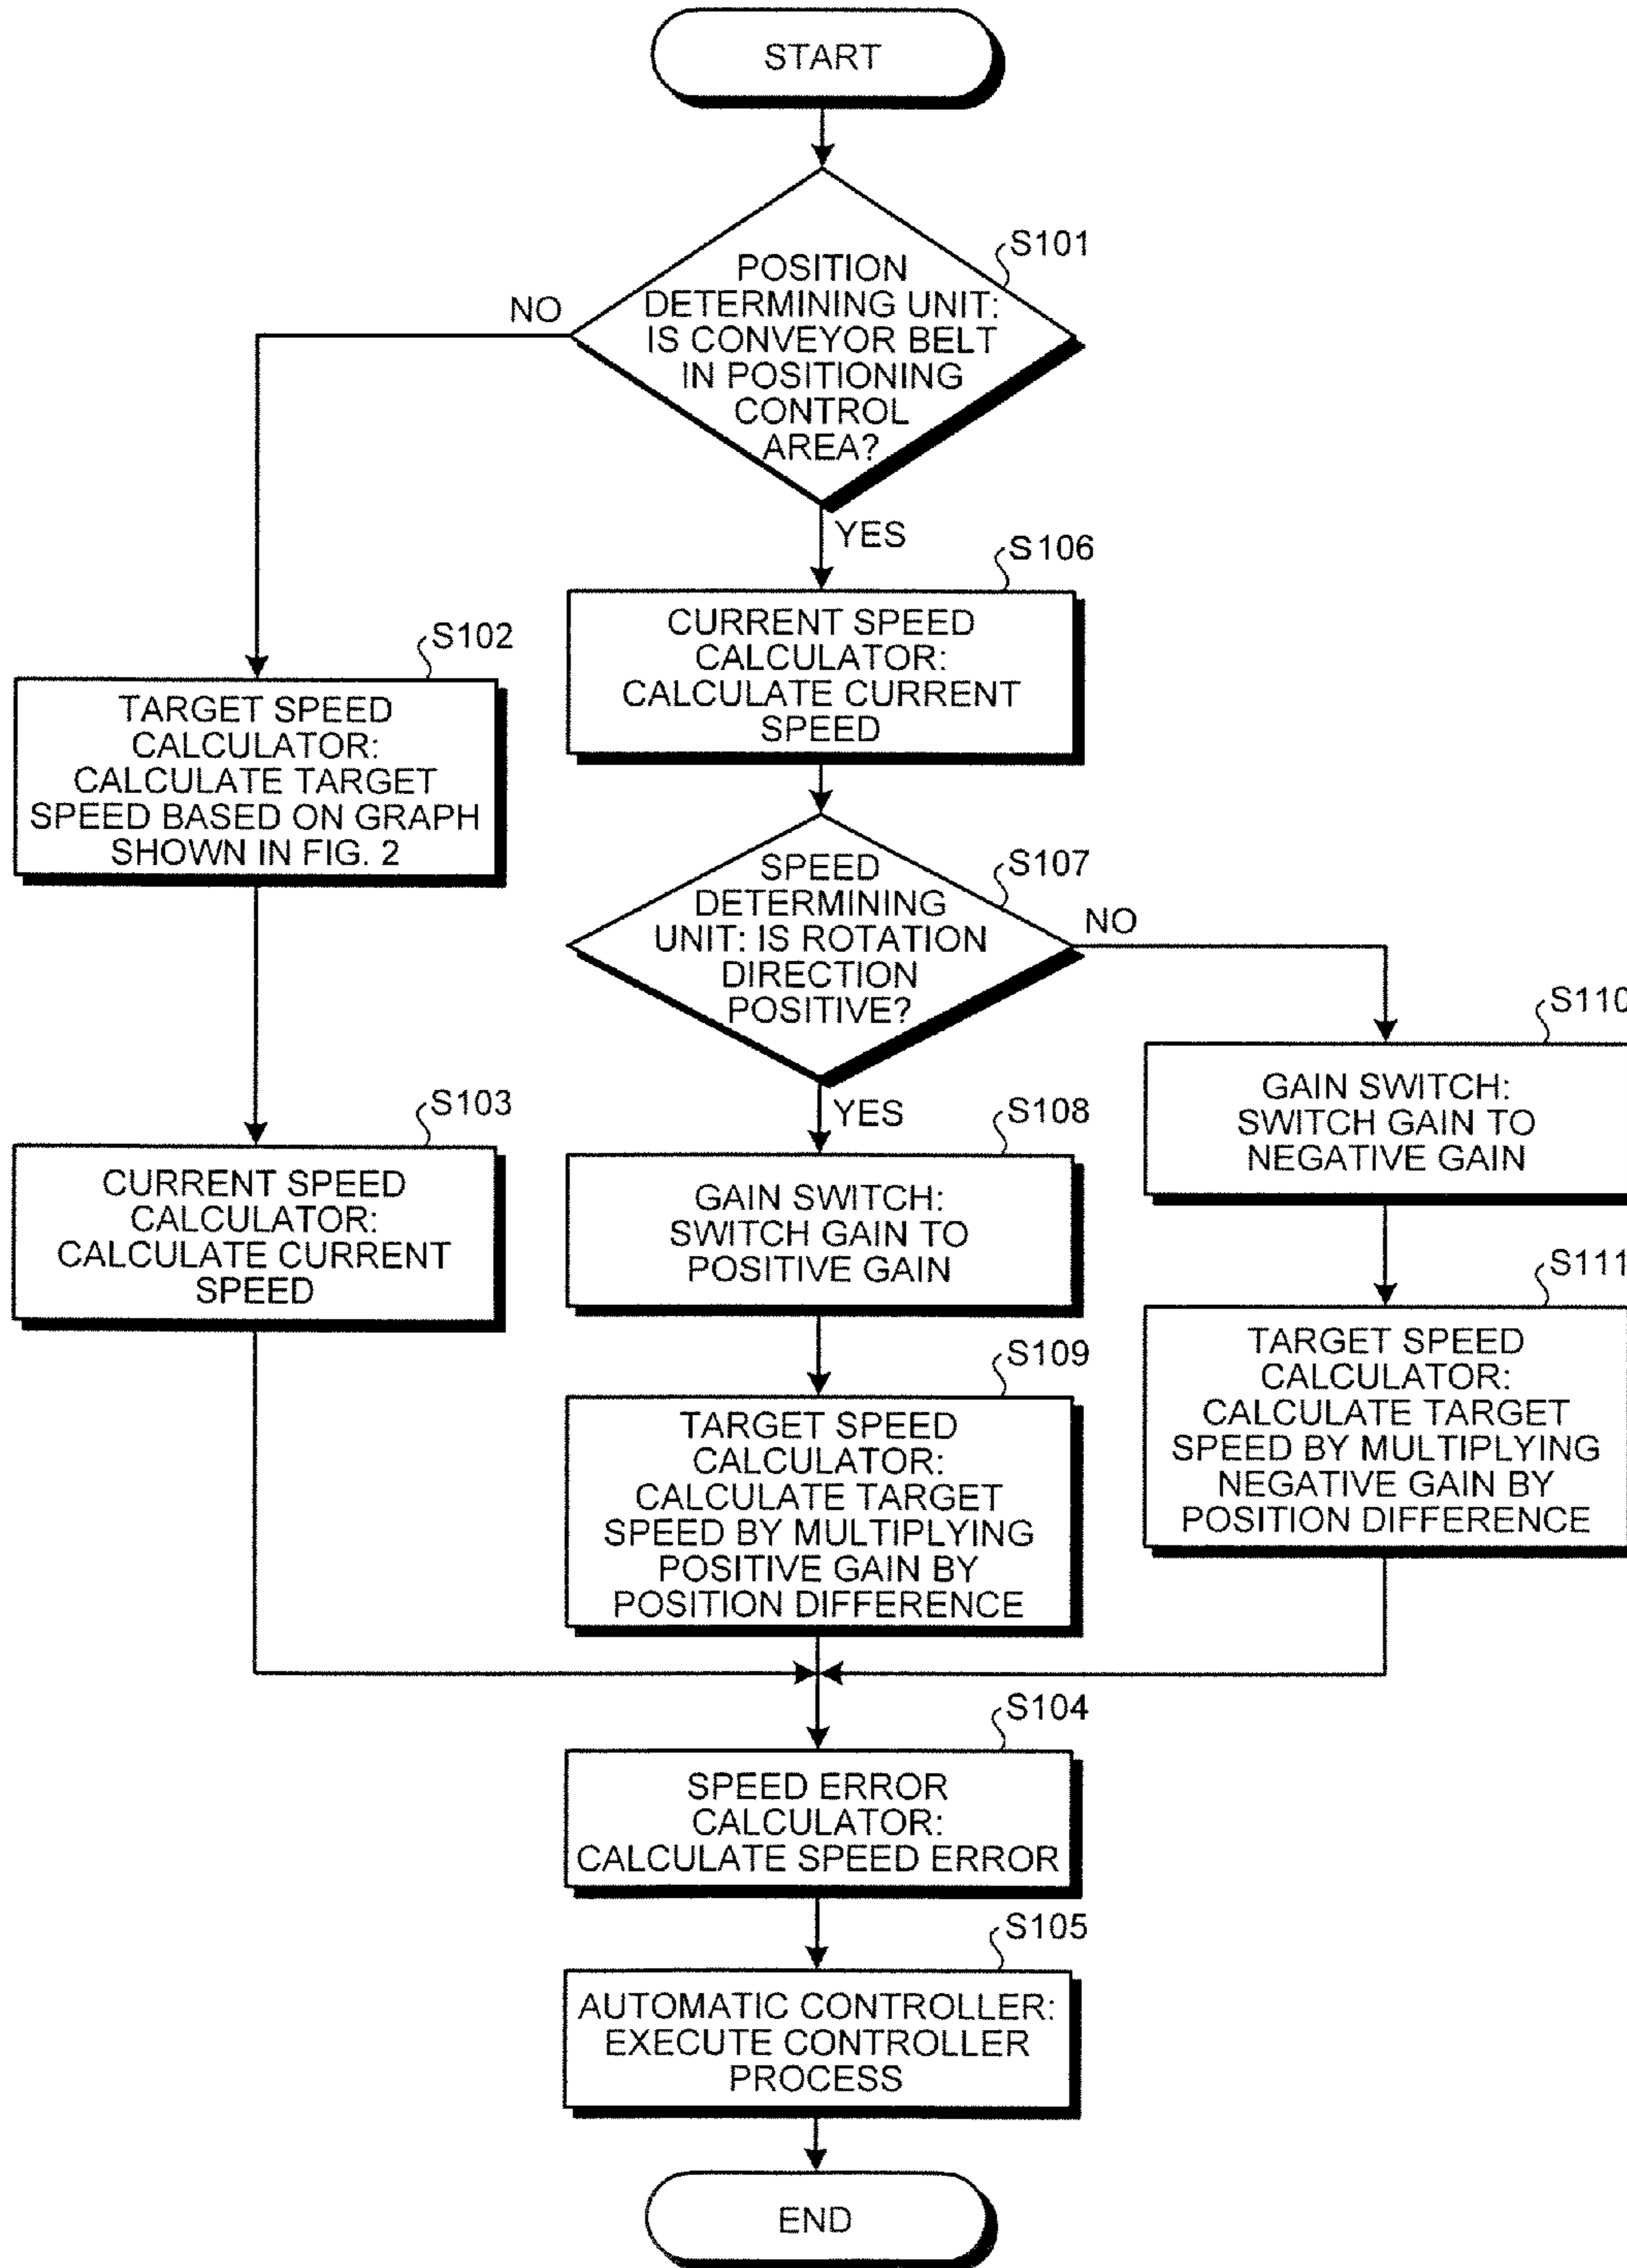 START
S101
POSITION
DETERMINING UNIT:
IS CONVEYOR BELT
IN POSITIONING
CONTROL
AREA?
NO
YES
S106
CURRENT SPEED
CALCULATOR:
CALCULATE CURRENT
SPEED
S102
TARGET SPEED
CALCULATOR:
CALCULATE TARGET
SPEED BASED ON GRAPH
SHOWN IN FIG. 2
S107
SPEED
DETERMINING
UNIT: IS ROTATION
DIRECTION
POSITIVE?
NO
YES
S110
GAIN SWITCH:
SWITCH GAIN TO
NEGATIVE GAIN
S103
CURRENT SPEED
CALCULATOR:
CALCULATE CURRENT
SPEED
S108
GAIN SWITCH:
SWITCH GAIN TO
POSITIVE GAIN
S111
TARGET SPEED
CALCULATOR:
CALCULATE TARGET
SPEED BY MULTIPLYING
NEGATIVE GAIN BY
POSITION DIFFERENCE
S109
TARGET SPEED
CALCULATOR:
CALCULATE TARGET
SPEED BY MULTIPLYING
POSITIVE GAIN BY
POSITION DIFFERENCE
S104
SPEED ERROR
CALCULATOR:
CALCULATE SPEED ERROR
S105
AUTOMATIC CONTROLLER:
EXECUTE CONTROLLER
PROCESS
END